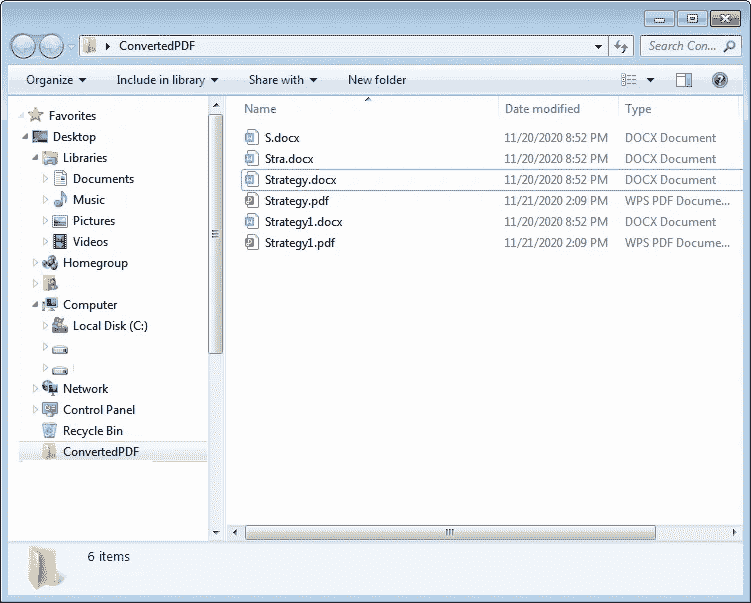 ConvertedPDF
Search Con...
Organize Include in library Share with New folder
Favorites
Desktop
Libraries
Documents
Music
Pictures
Videos
Homegroup
Computer
Local Disk (C:)
Network
Control Panel
Recycle Bin
ConvertedPDF
Name Date modified Type
S.docx 11/20/2020 8:52 PM DOCX Document
Stra.docx 11/20/2020 8:52 PM DOCX Document
Strategy.docx 11/20/2020 8:52 PM DOCX Document
Strategy.pdf 11/21/2020 2:09 PM WPS PDF Docume...
Strategy1.docx 11/20/2020 8:52 PM DOCX Document
Strategy1.pdf 11/21/2020 2:09 PM WPS PDF Docume...
6 items